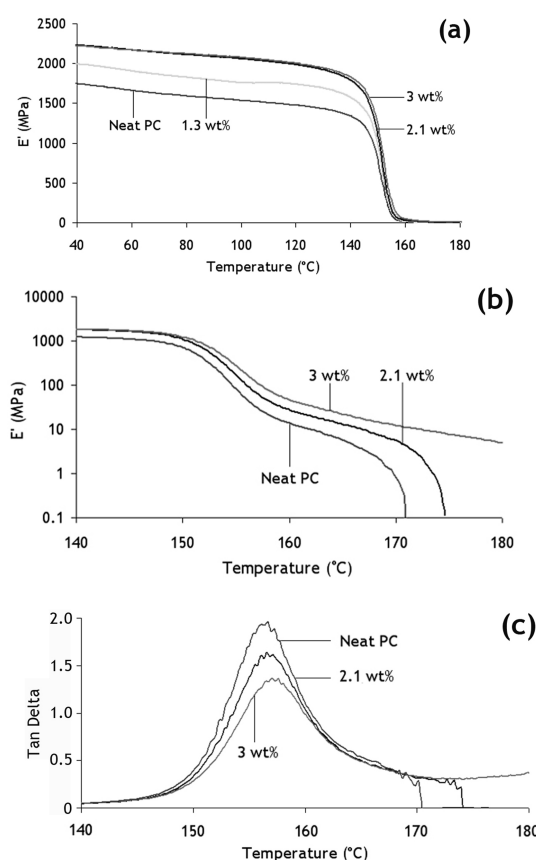 (a)
2500
2000
1500
1000
500
0
E' (MPa)
Neat PC
1.3 wt%
3 wt%
2.1 wt%
40 60 80 100 120 140 160 180
Temperature (°C)
(b)
10000
1000
100
10
1
0.1
E' (MPa)
3 wt%
2.1 wt%
Neat PC
140 150 160 170 180
Temperature (°C)
(c)
2.0
1.5
1.0
0.5
0
Tan Delta
Neat PC
2.1 wt%
3 wt%
140 150 160 170 180
Temperature (°C)